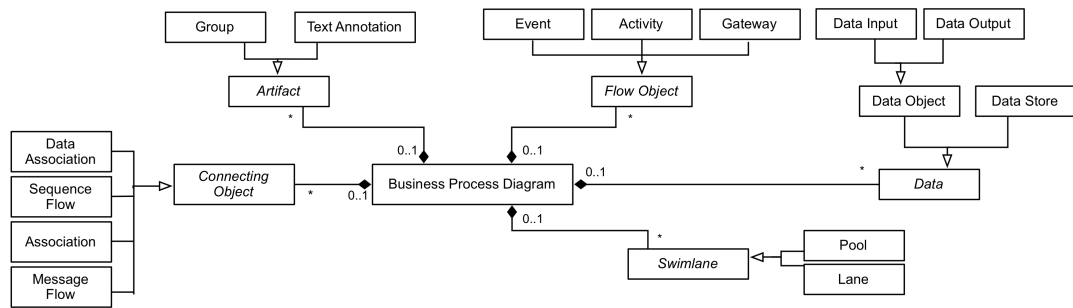 Group
Text Annotation
Event
Activity
Gateway
Data Input
Data Output
Artifact
Flow Object
Data Object
Data Store
*
*
Data
Association
0..1
0..1
Connecting
Object
*
0..1
Business Process Diagram
0..1
*
Data
Sequence
Flow
0..1
*
Association
Swimlane
Pool
Lane
Message
Flow